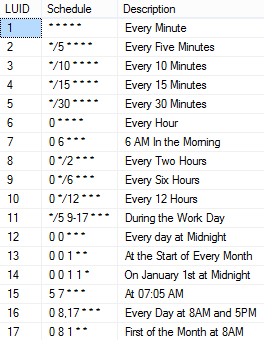 LUID Schedule Description
1 * * * * * Every Minute
2 */5 * * * * Every Five Minutes
3 */10 * * * * Every 10 Minutes
4 */15 * * * * Every 15 Minutes
5 */30 * * * * Every 30 Minutes
6 0 * * * * Every Hour
7 0 6 * * * 6 AM In the Morning
8 0 */2 * * * Every Two Hours
9 0 */6 * * * Every Six Hours
10 0 */12 * * * Every 12 Hours
11 */5 9-17 * * * During the Work Day
12 0 0 * * * Every day at Midnight
13 0 0 1 * * At the Start of Every Month
14 0 0 1 1 * On January 1st at Midnight
15 5 7 * * * At 07:05 AM
16 0 8,17 * * * Every Day at 8AM and 5PM
17 0 8 1 * * First of the Month at 8AM